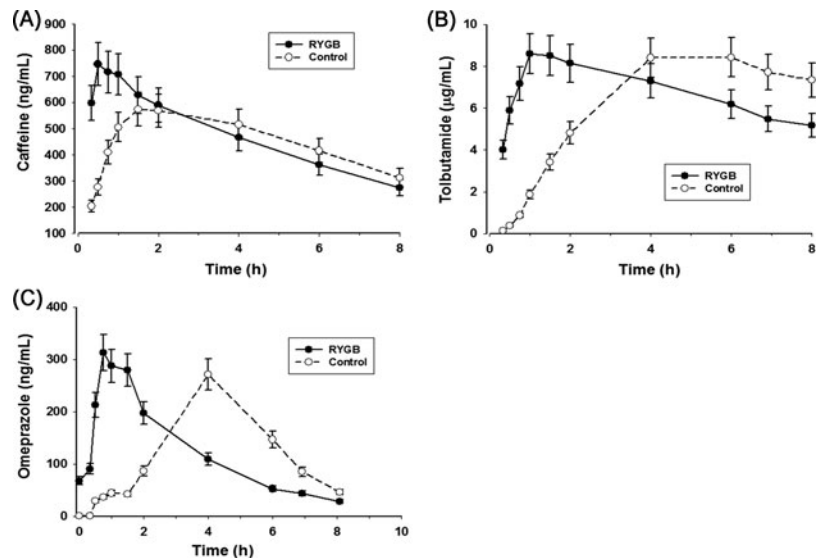 (A)
900
800
700
600
500
400
300
200
100
Caffeine (ng/mL)
RYGB
Control
0 2 4 6 8
Time (h)
(B)
10
8
6
4
2
0
Tolbutamide (μg/mL)
RYGB
Control
0 2 4 6 8
Time (h)
(C)
400
300
200
100
0
Omeprazole (ng/mL)
RYGB
Control
0 2 4 6 8 10
Time (h)